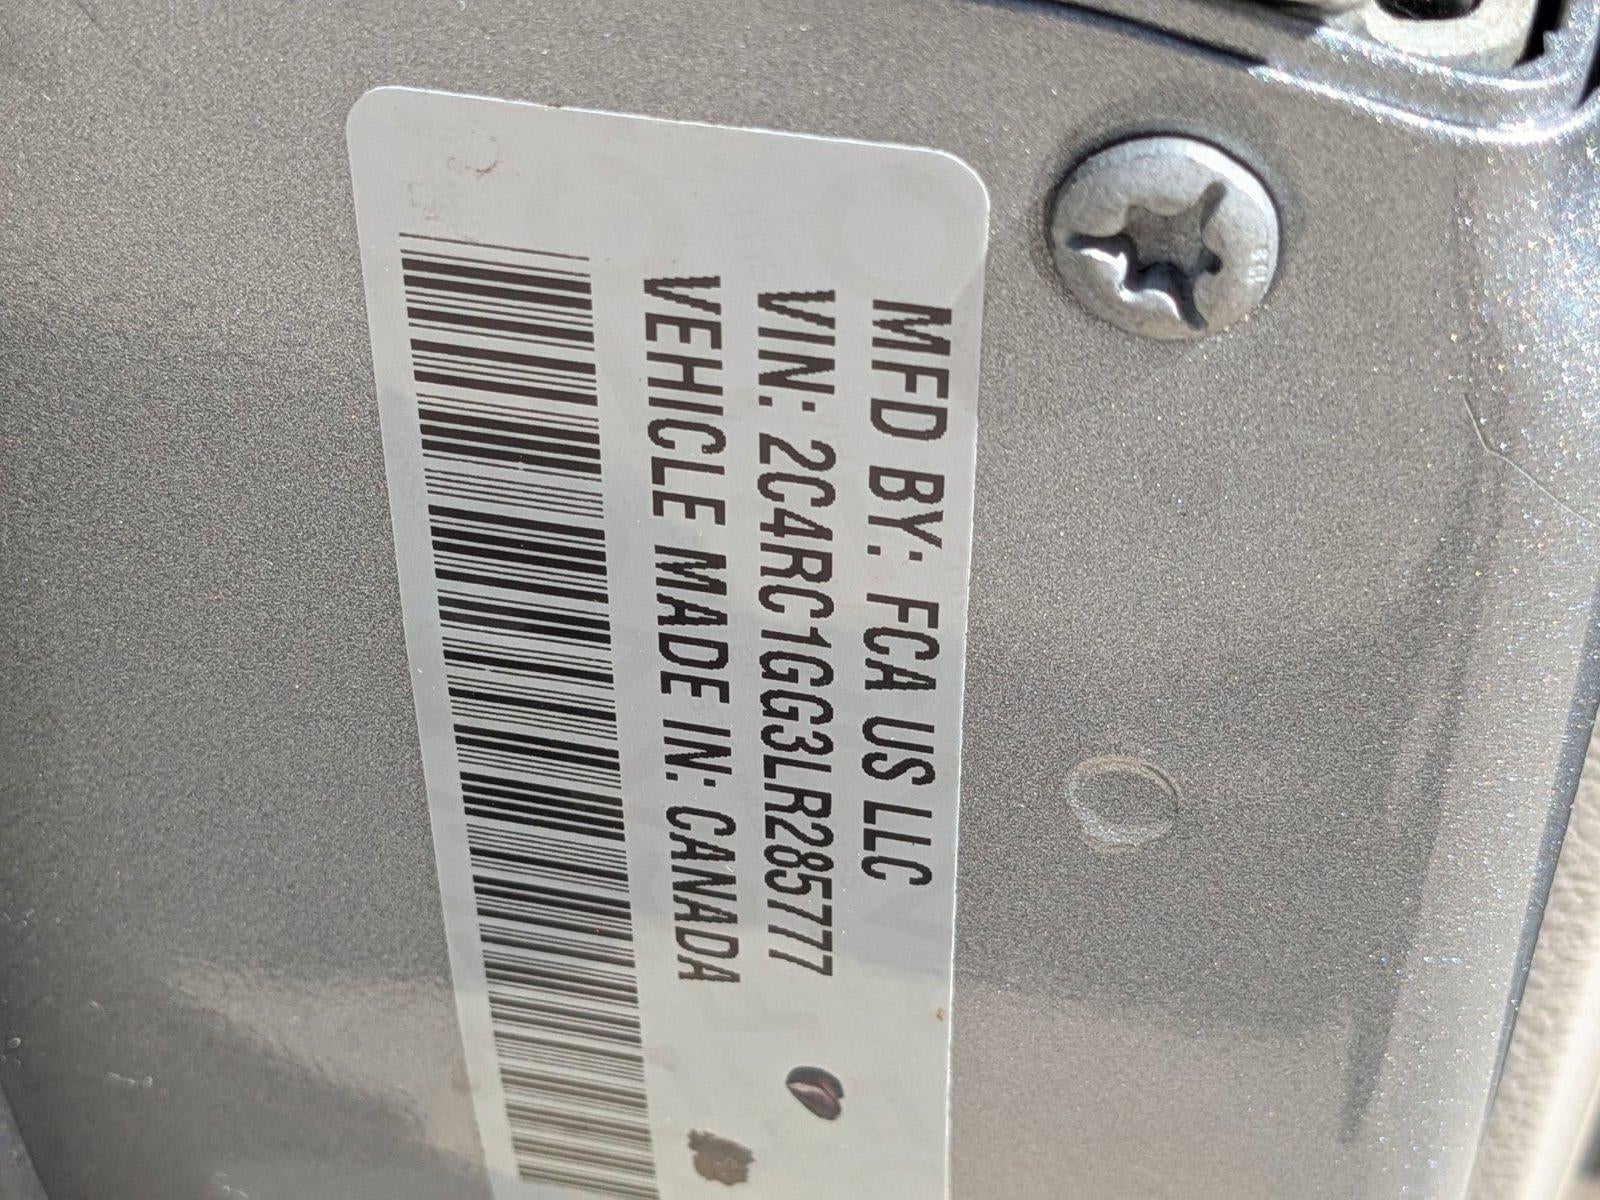 MFD BY: FCA US LLC
VIN: 2C4RC1GG3LR285777
VEHICLE MADE IN: CANADA